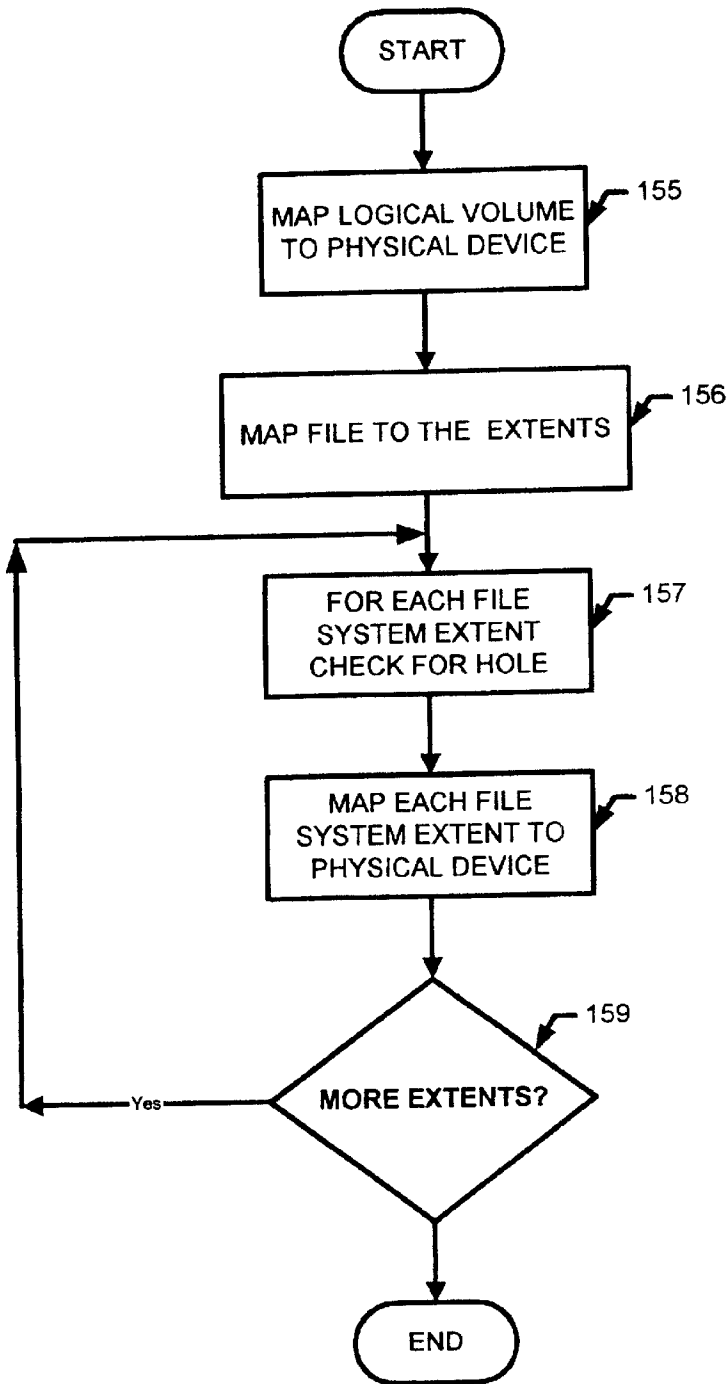 START
155
MAP LOGICAL VOLUME
TO PHYSICAL DEVICE
156
MAP FILE TO THE EXTENTS
157
FOR EACH FILE
SYSTEM EXTENT
CHECK FOR HOLE
158
MAP EACH FILE
SYSTEM EXTENT TO
PHYSICAL DEVICE
159
MORE EXTENTS?
Yes
END